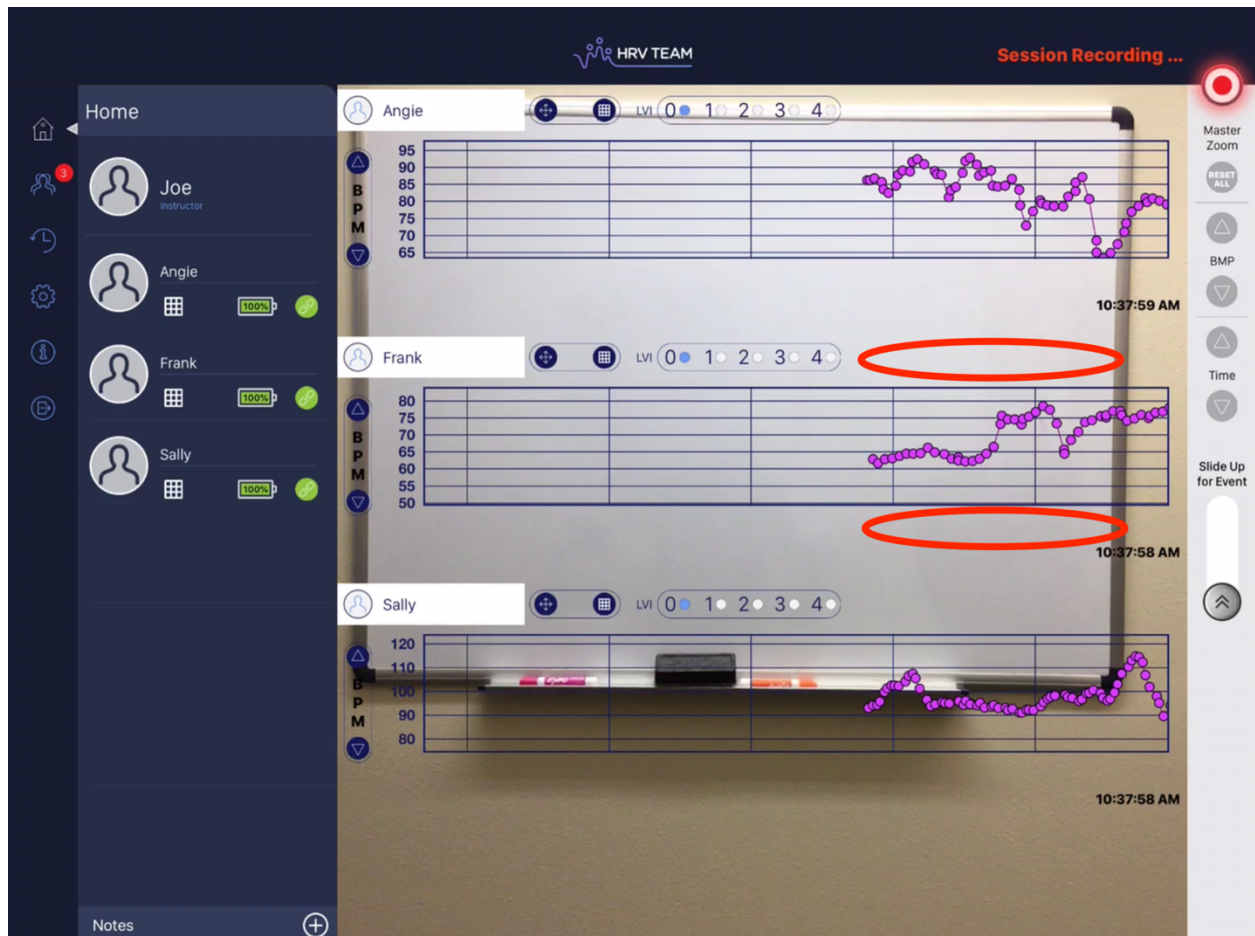 HRV TEAM
Session Recording ...
Home
Joe
Instructor
Angie
100%
Frank
100%
Sally
100%
3
Notes
Angie
LVI 0 1 2 3 4
95
90
85
80
75
70
65
BPM
10:37:59 AM
Frank
LVI 0 1 2 3 4
80
75
70
65
60
55
50
BPM
10:37:58 AM
Sally
LVI 0 1 2 3 4
120
110
100
90
80
BPM
10:37:58 AM
Master
Zoom
RESET
ALL
BMP
Time
Slide Up
for Event